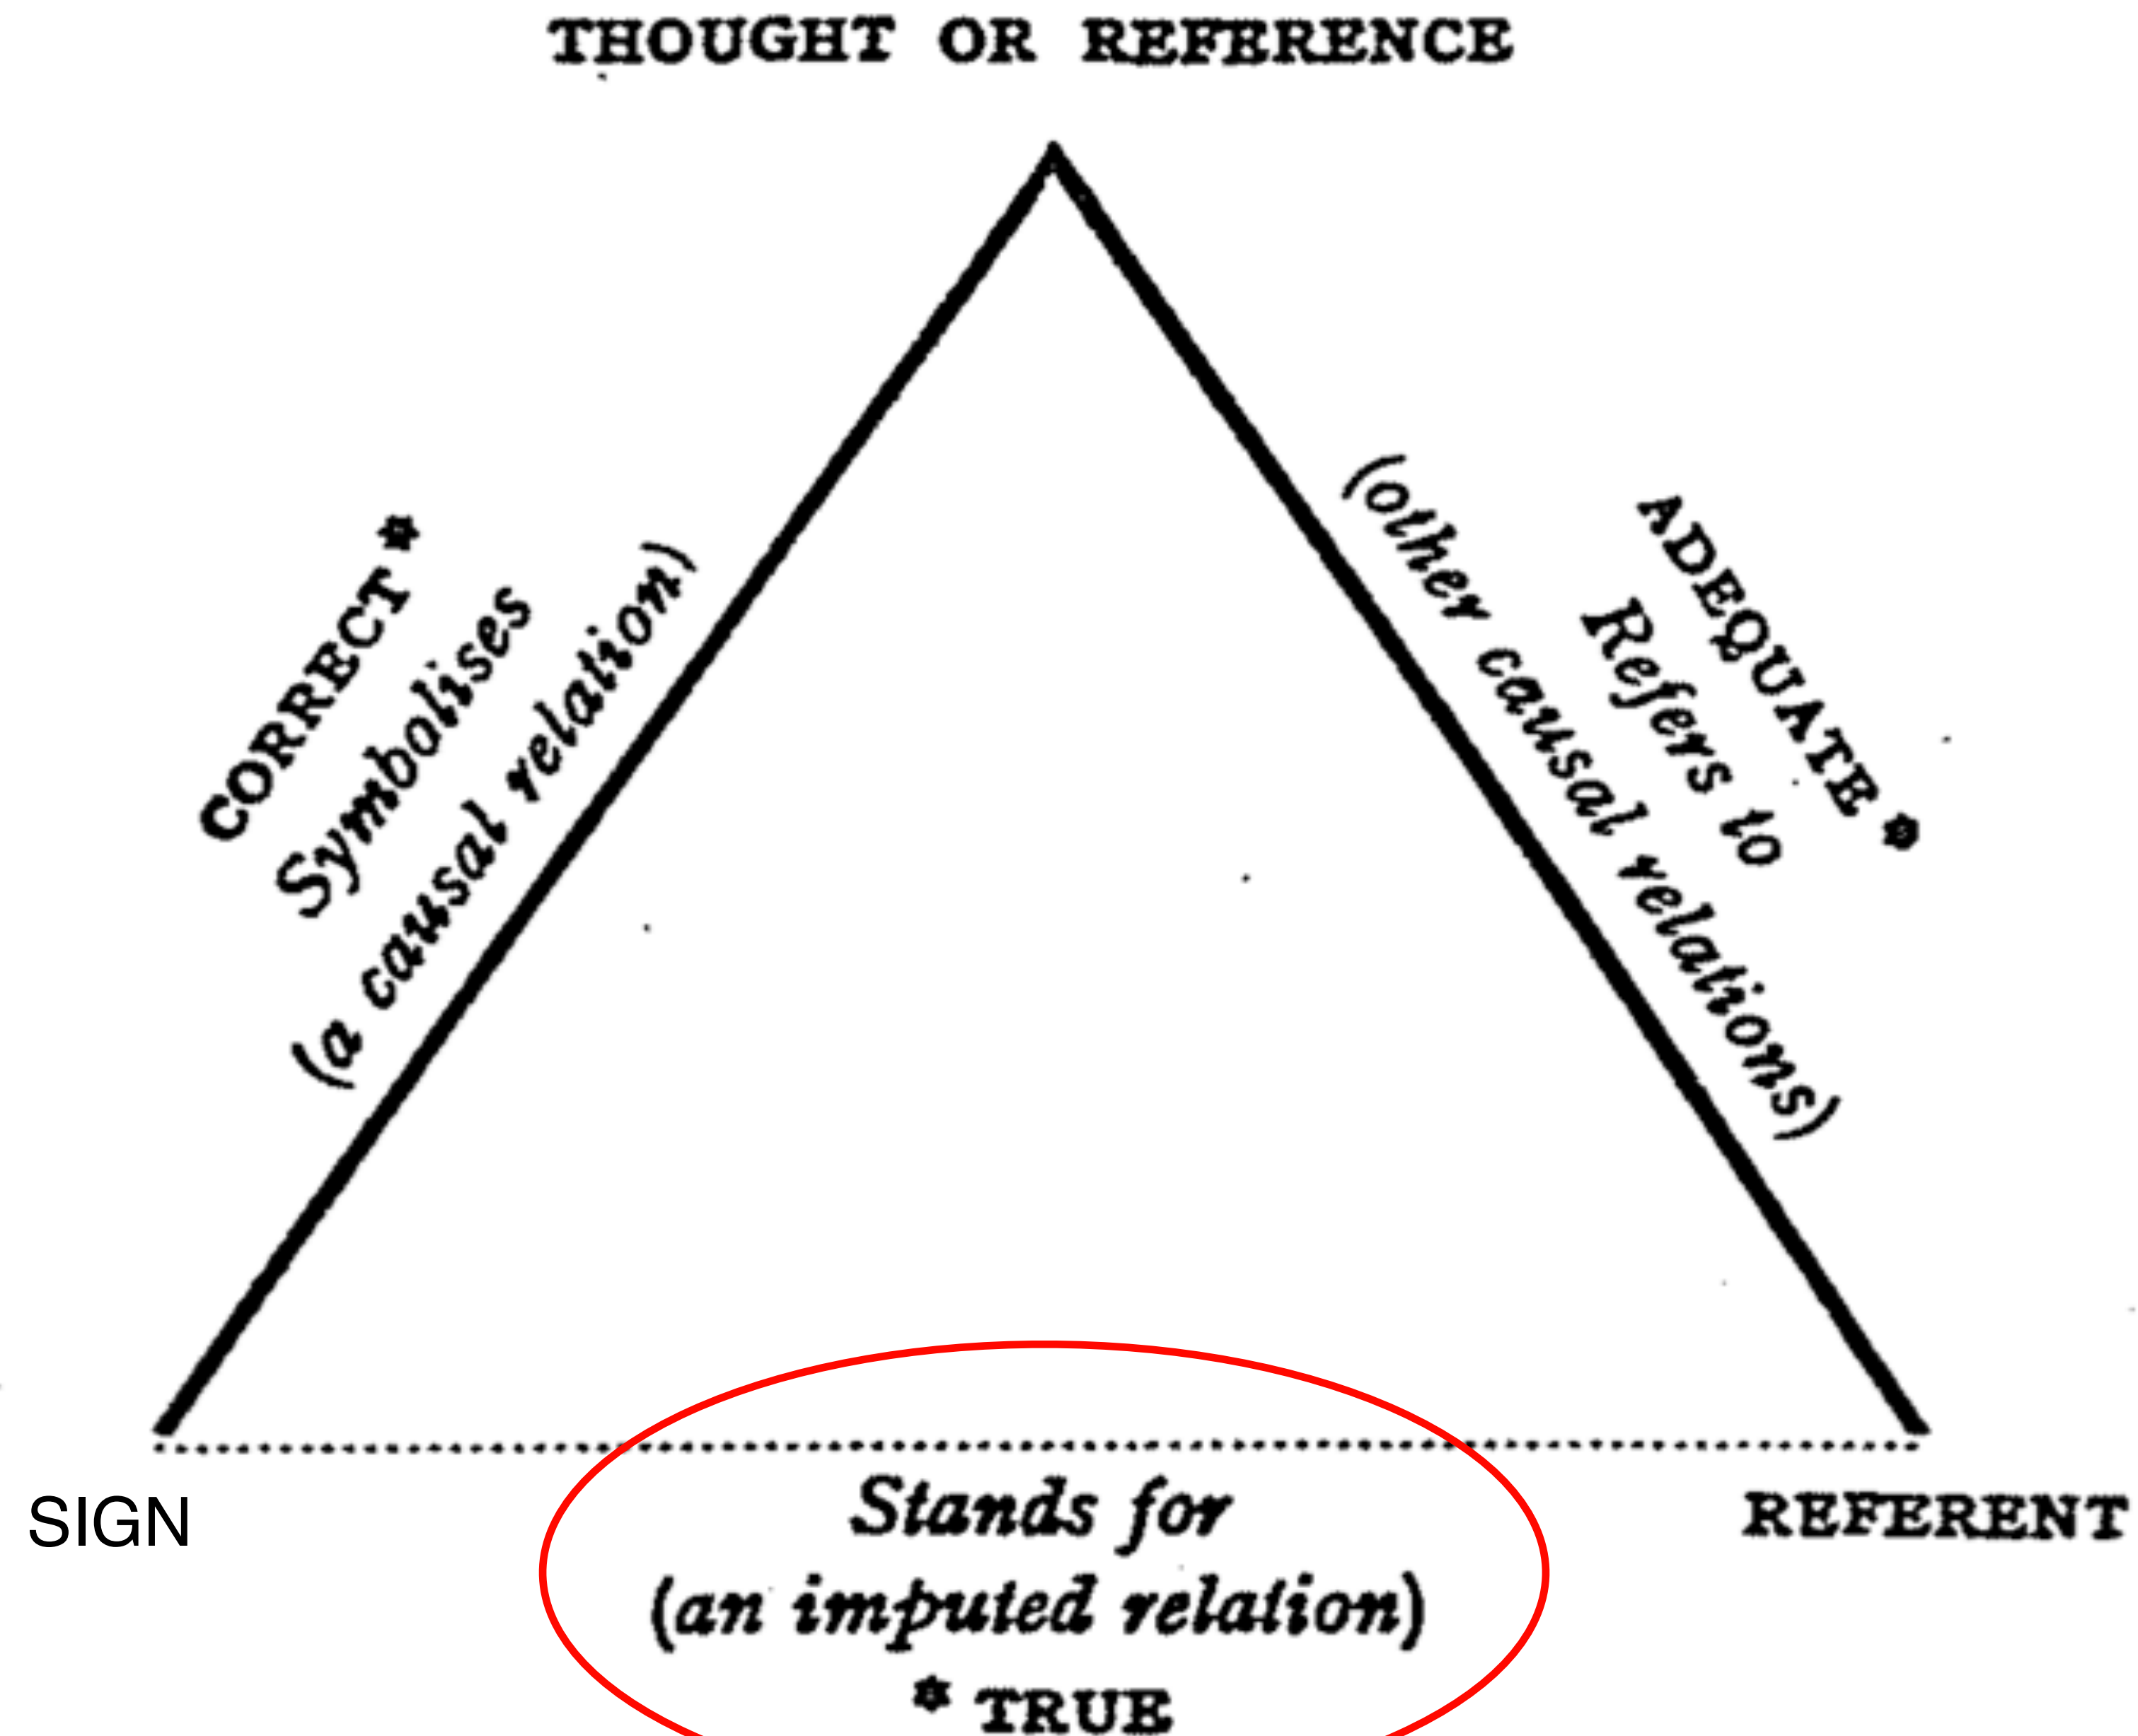 THOUGHT OR REFERENCE
CORRECT *
Symbolises
(a causal relation)
ADEQUATE *
Refers to
(other causal relations)
SIGN
REFERENT
Stands for
(an imputed relation)
* TRUE